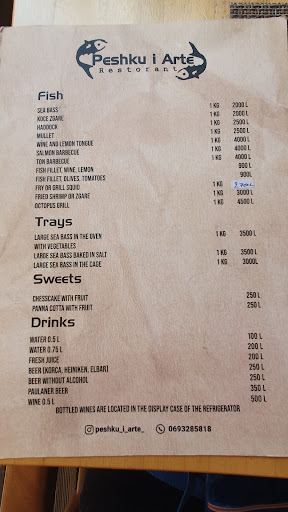 Peshku i Arte
Restorant
Fish
SEA BASS 1 KG 2000 L
KOCE ZGARE 1 KG 2800 L
HADDOCK 1 KG 2500 L
MULLET 1 KG 2500 L
WINE AND LEMON TONGUE 1 KG 4000 L
SALMON BARBECUE 1 KG 4000 L
TON BARBECUE 1 KG 4000 L
FISH FILLET, WINE, LEMON 900 L
FISH FILLET, OLIVES, TOMATOES 900L
FRY OR GRILL SQUID 1 KG
FRIED SHRIMP OR ZGARE 1 KG 3000 L
OCTOPUS GRILL 1 KG 4500 L
Trays
LARGE SEA BASS IN THE OVEN 1 KG 3500 L
WITH VEGETABLES
LARGE SEA BASS BAKED IN SALT 1 KG 3500 L
LARGE SEA BASS IN THE CAGE 1 KG 3000L
Sweets
CHESSCAKE WITH FRUIT 250 L
PANNA COTTA WITH FRUIT 250 L
Drinks
WATER 0.5 L 100 L
WATER 0.75 L 200 L
FRESH JUICE 200 L
BEER (KORCA, HEINIKEN, ELBAR) 200 L
BEER WITHOUT ALCOHOL 250 L
PAULANER BEER 350 L
WINE 0.5 L 500 L
BOTTLED WINES ARE LOCATED IN THE DISPLAY CASE OF THE REFRIGERATOR
peshku_i_arte_ 0693285818